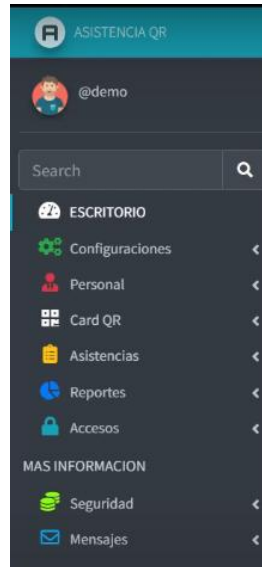 ASISTENCIA QR
@demo
Search
ESCRITORIO
Configuraciones
Personal
Card QR
Asistencias
Reportes
Accesos
MAS INFORMACION
Seguridad
Mensajes